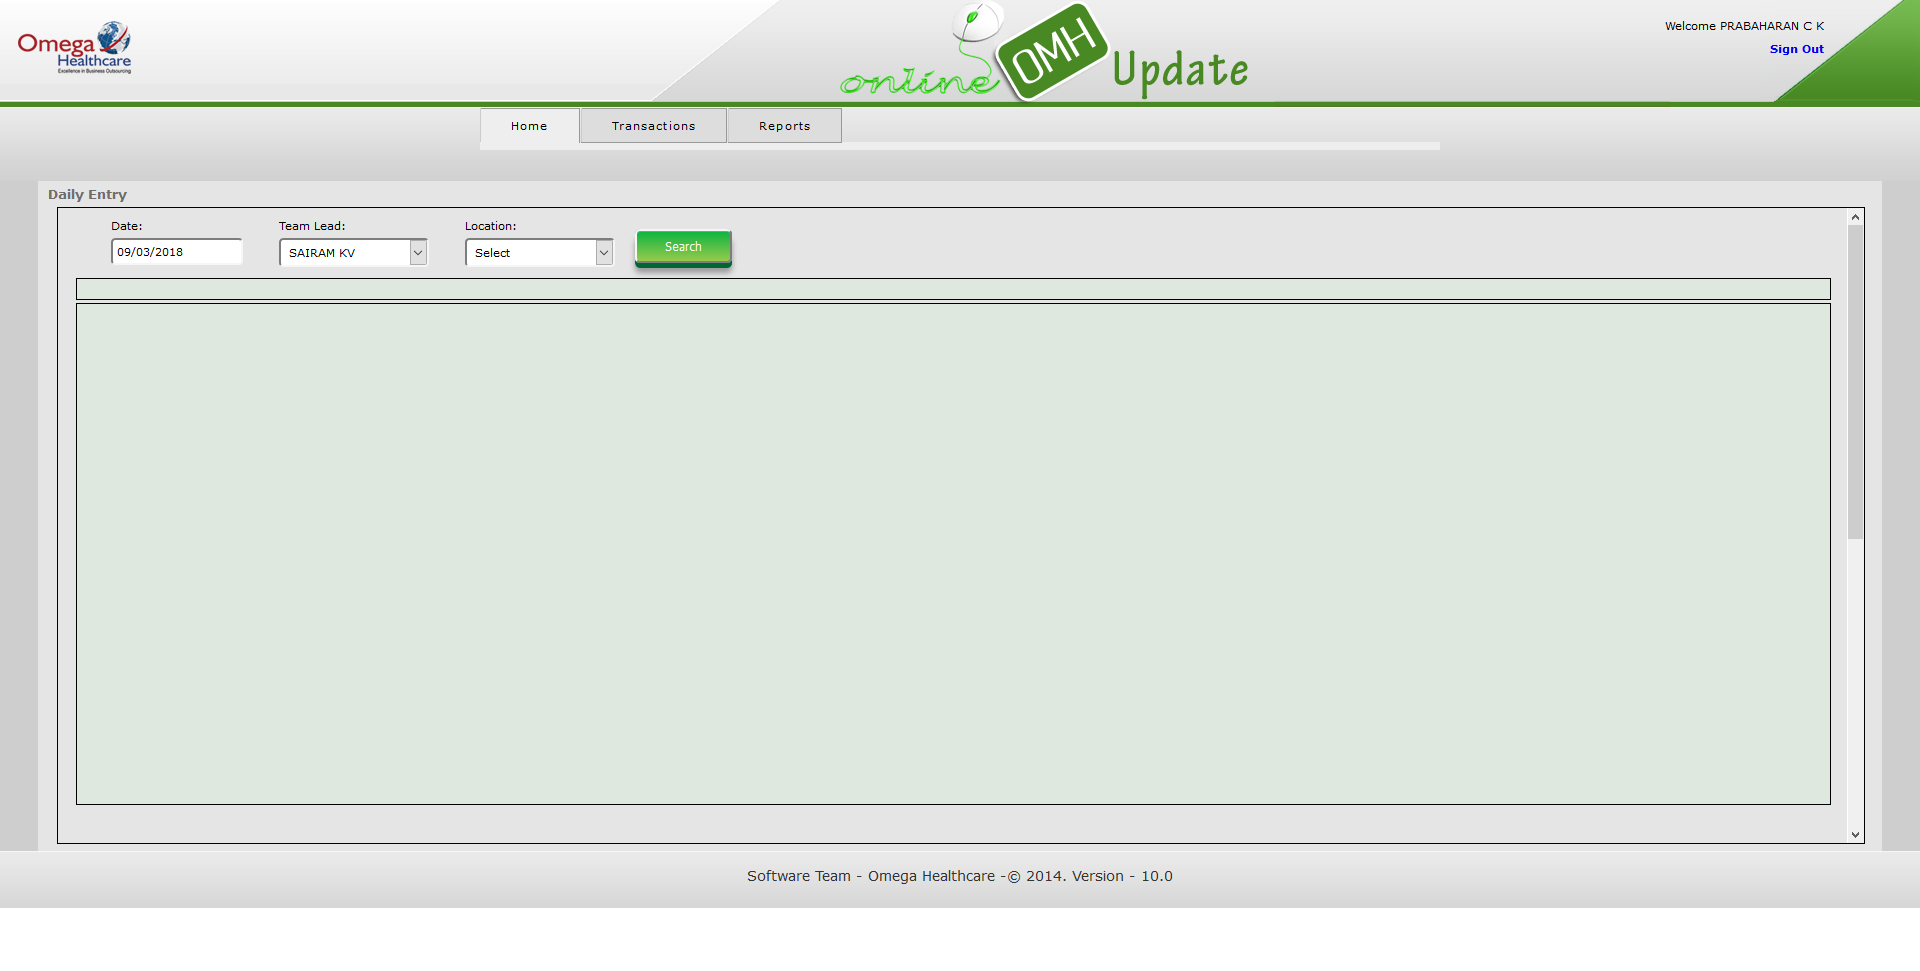 Omega
Healthcare
Excellence in Business Outsourcing
online OMH Update
Welcome PRABAHARAN C K
Sign Out
Home Transactions Reports
Daily Entry
Date: Team Lead: Location:
09/03/2018 SAIRAM KV Select Search
Software Team - Omega Healthcare -© 2014. Version - 10.0